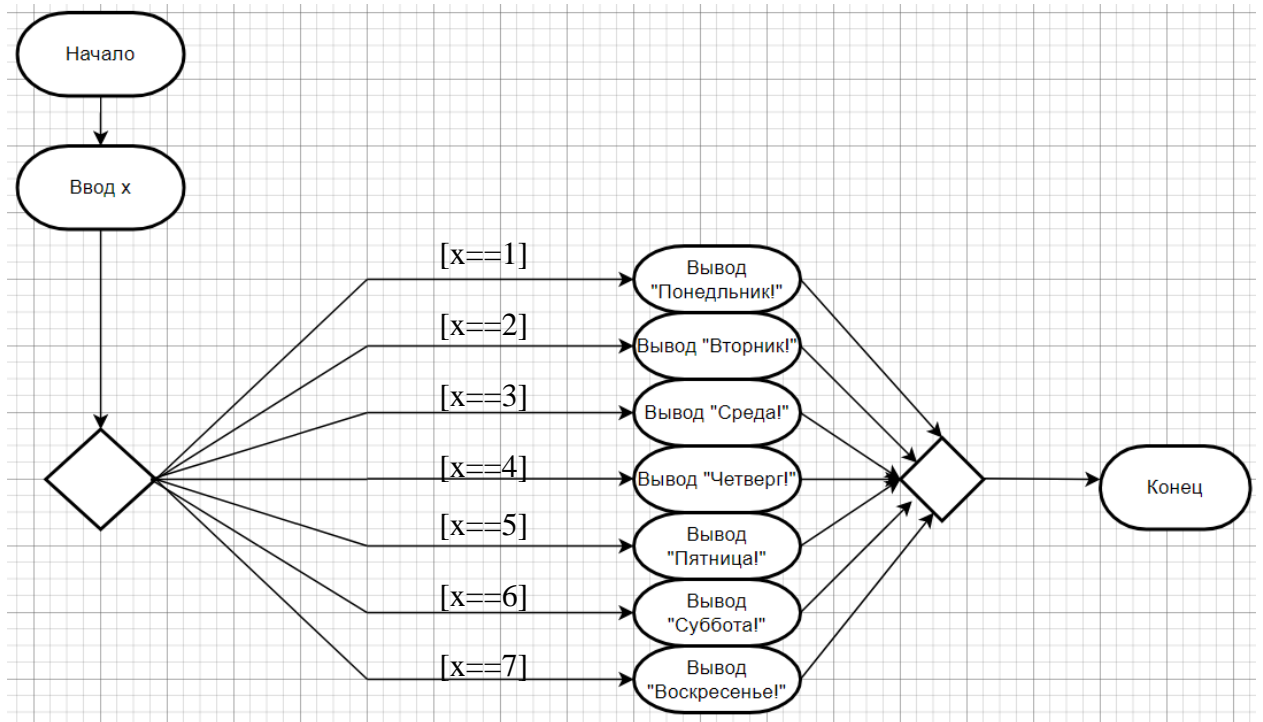 Начало
Ввод x
[x==1]
Вывод
"Понедльник!"
[x==2]
Вывод "Вторник!"
[x==3]
Вывод "Среда!"
[x==4]
Вывод "Четверг!"
[x==5]
Вывод
"Пятница!"
[x==6]
Вывод
"Суббота!"
[x==7]
Вывод
"Воскресенье!"
Конец